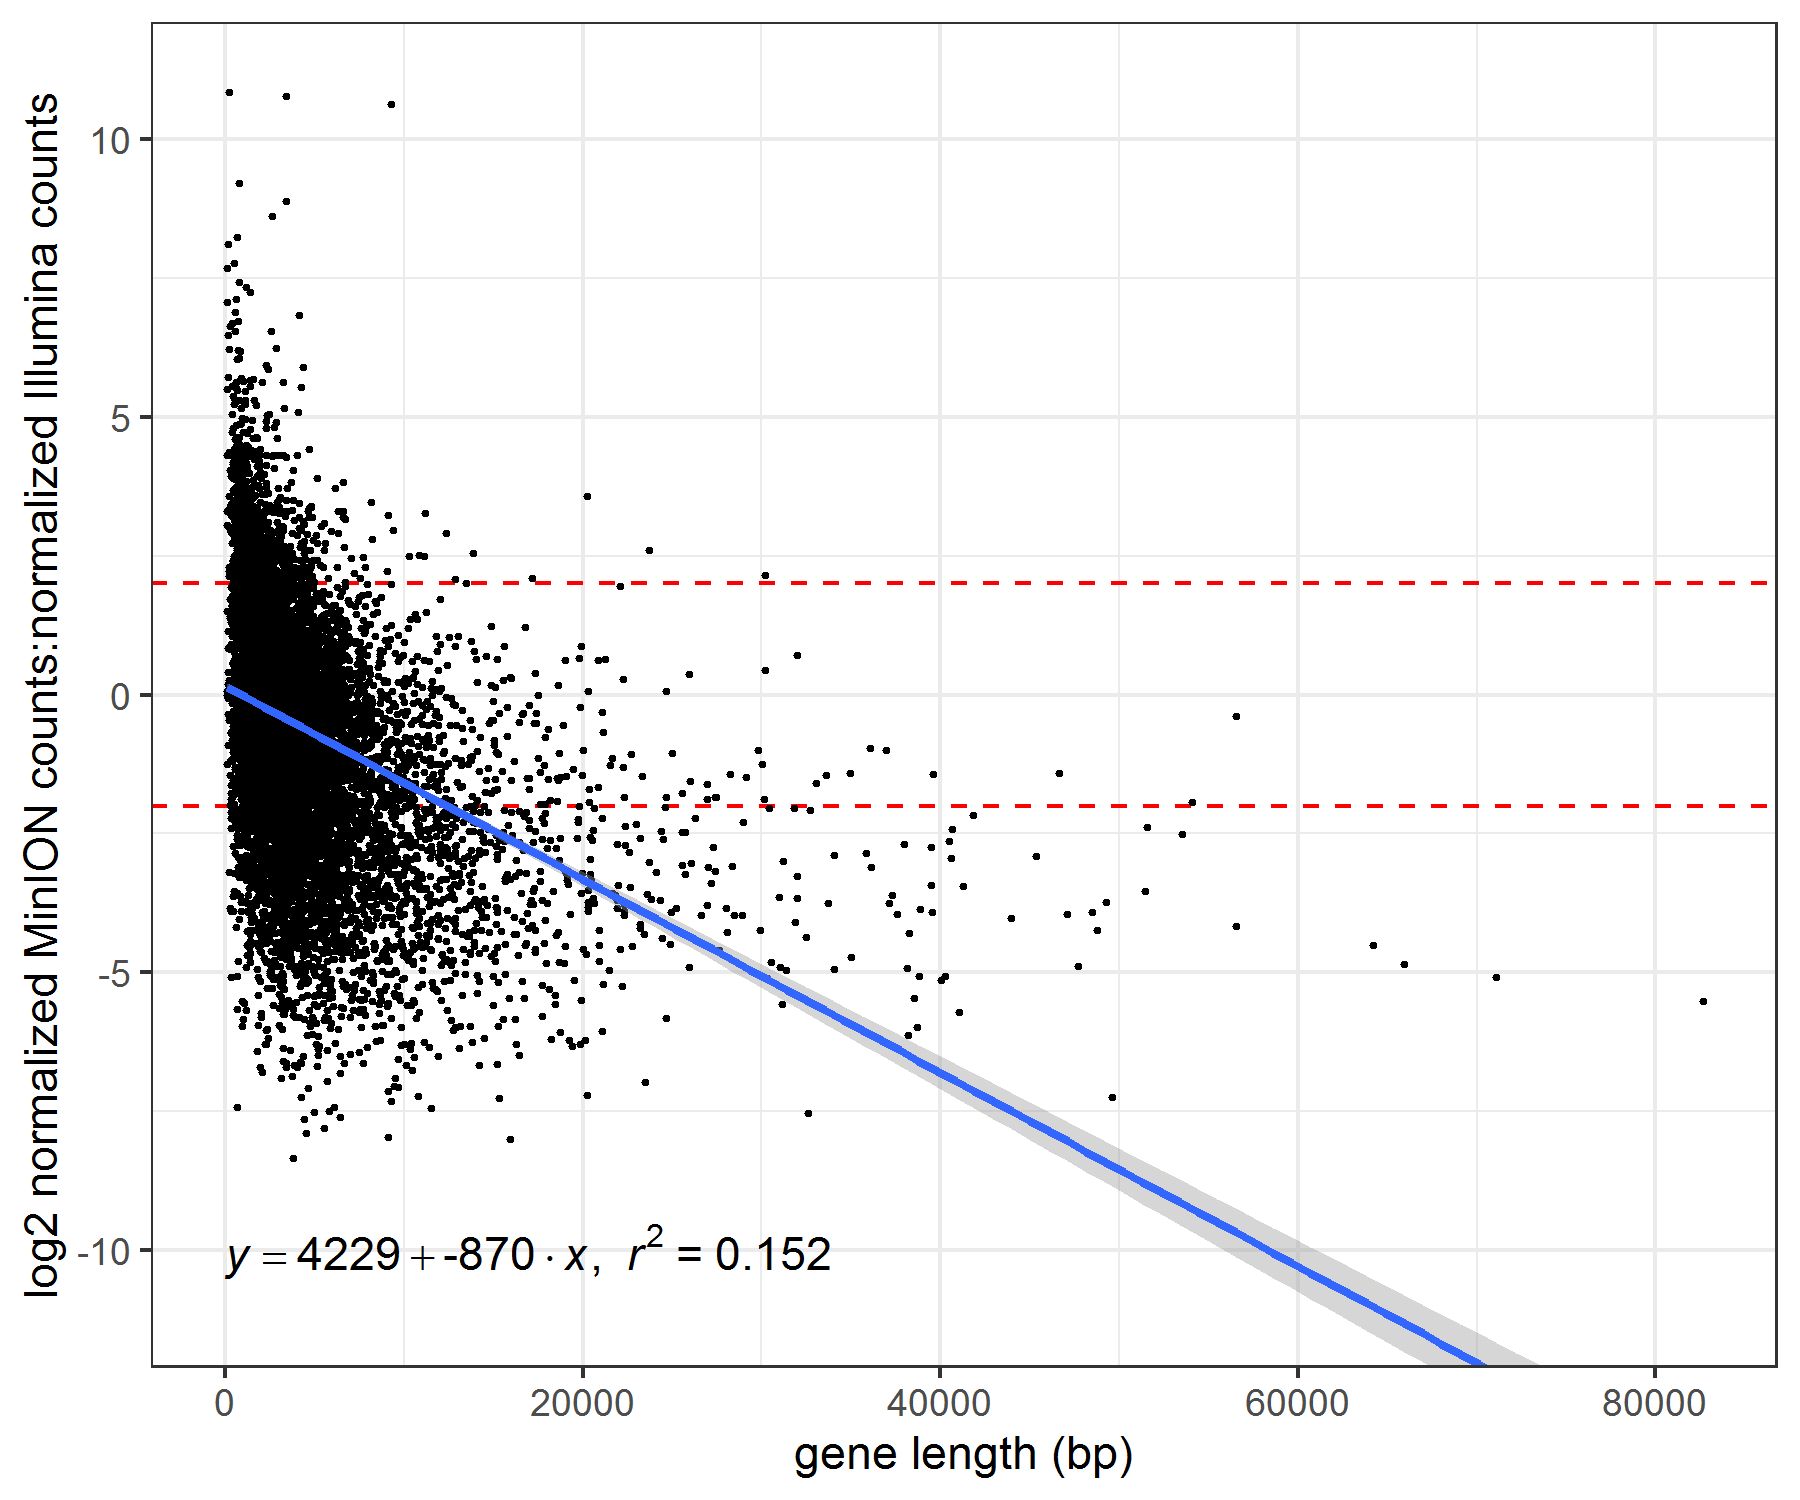 log2 normalized MinION counts:normalized Illumina counts
10
5
0
-5
-10
y = 4229 + -870 · x, r² = 0.152
0 20000 40000 60000 80000
gene length (bp)